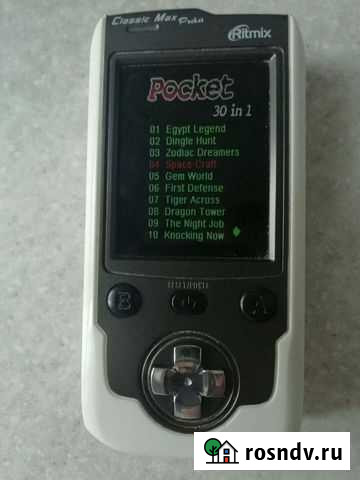 Classic Max Pocket
Ritmix
Pocket
30 in 1
01 Egypt Legend
02 Dingle Hunt
03 Zodiac Dreamers
04 Space Craft
05 Gem World
06 First Defense
07 Tiger Across
08 Dragon Tower
09 The Night Job
10 Knocking Now
B
A
rosndv.ru